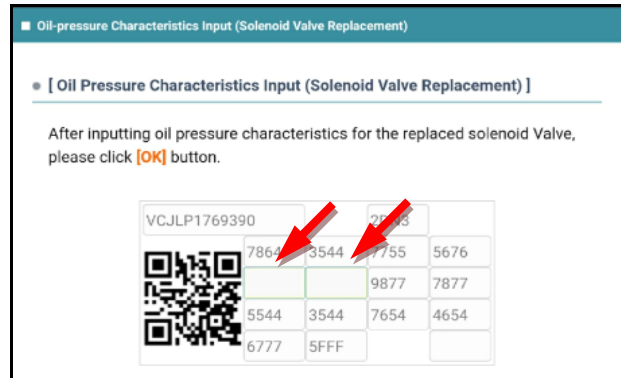 Oil-pressure Characteristics Input (Solenoid Valve Replacement)
[ Oil Pressure Characteristics Input (Solenoid Valve Replacement) ]
After inputting oil pressure characteristics for the replaced solenoid Valve,
please click [OK] button.
VCJLP1769390
7864 3544 7755 5676
9877 7877
5544 3544 7654 4654
6777 5FFF